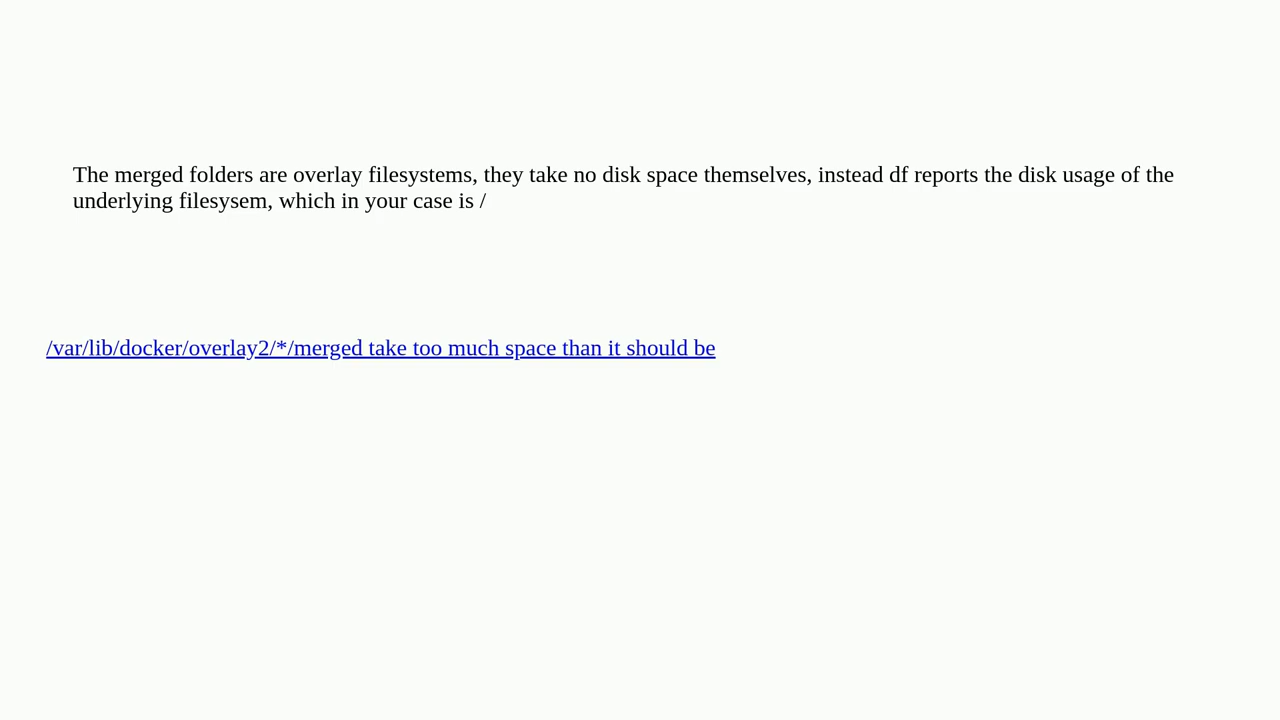 The merged folders are overlay filesystems, they take no disk space themselves, instead df reports the disk usage of the
underlying filesysem, which in your case is /
/var/lib/docker/overlay2/*/merged take too much space than it should be